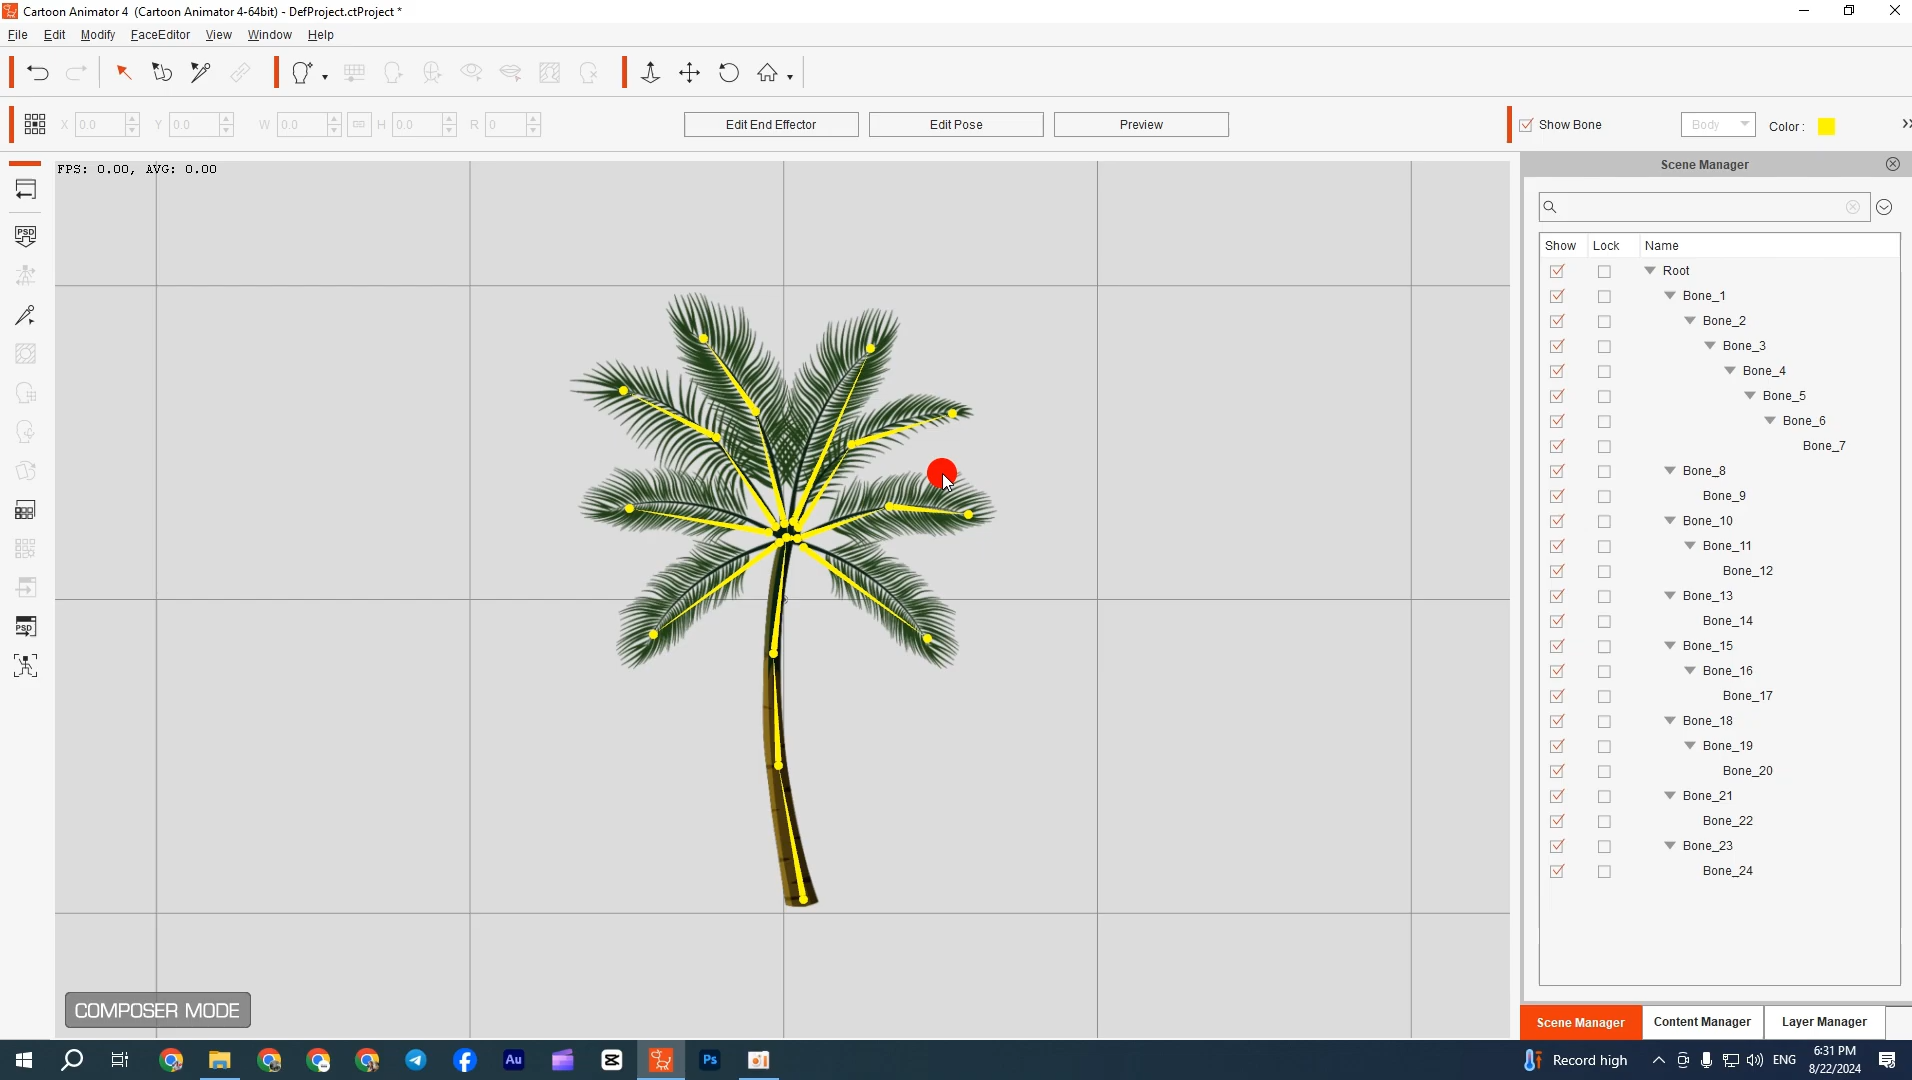 Cartoon Animator 4 (Cartoon Animator 4-64bit) - DefProject.ctProject *
File Edit Modify FaceEditor View Window Help
X 0.0 Y 0.0 W 0.0 H 0.0 R 0 Edit End Effector Edit Pose Preview Show Bone Body Color :
FPS: 0.00, AVG: 0.00
Scene Manager
Show Lock Name
Root
Bone_1
Bone_2
Bone_3
Bone_4
Bone_5
Bone_6
Bone_7
Bone_8
Bone_9
Bone_10
Bone_11
Bone_12
Bone_13
Bone_14
Bone_15
Bone_16
Bone_17
Bone_18
Bone_19
Bone_20
Bone_21
Bone_22
Bone_23
Bone_24
PSD
PSD
COMPOSER MODE
Scene Manager Content Manager Layer Manager
Au Ps Record high ENG 6:31 PM
8/22/2024